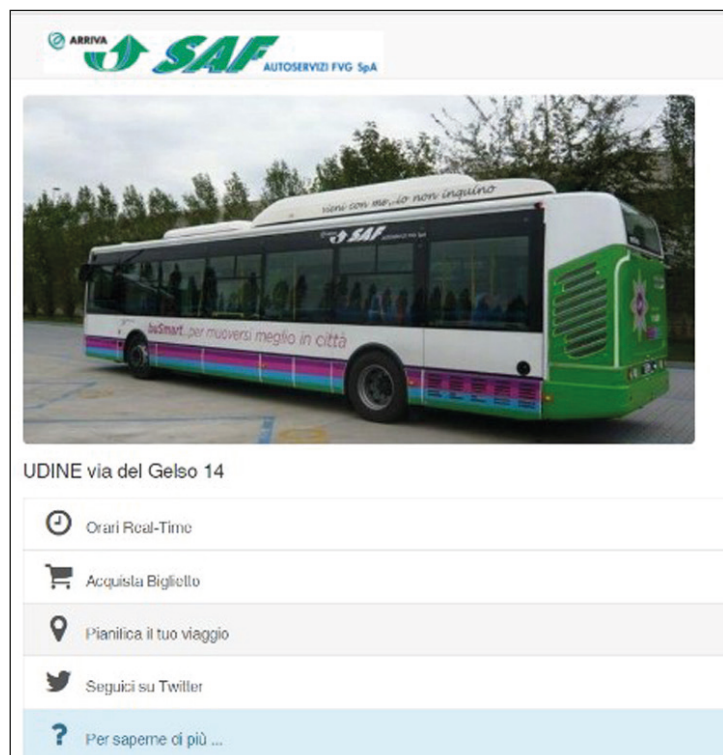 ARRIVA
SAF
AUTOSERVIZI FVG SpA
vieni con me...io non inquino
SAF
buSmart...per muoversi meglio in città
UDINE via del Gelso 14
Orari Real-Time
Acquista Biglietto
Pianifica il tuo viaggio
Seguici su Twitter
Per saperne di più ...